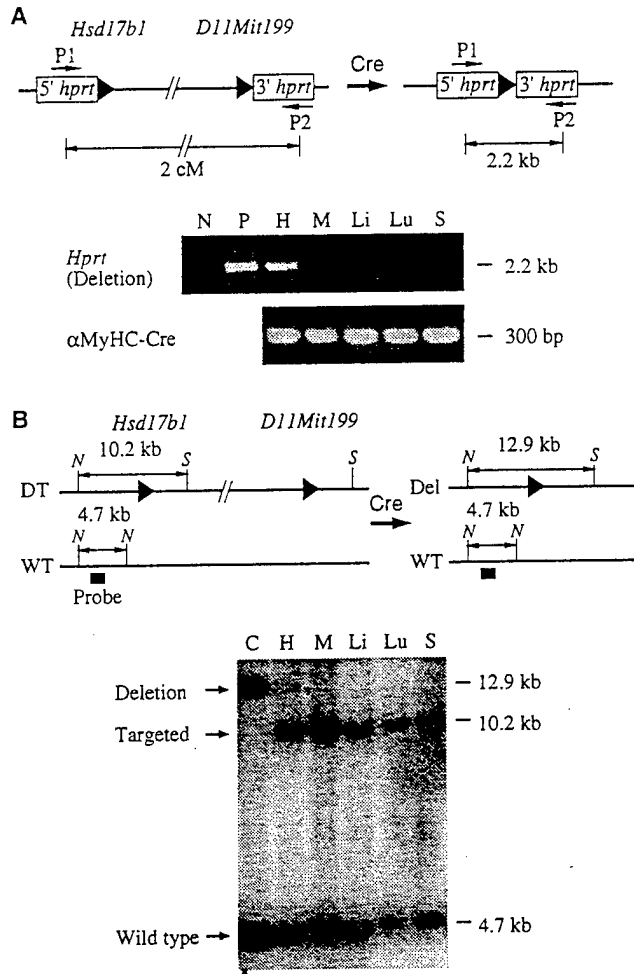 A
Hsd17b1 D11Mit199
P1 P1
Cre
5' hprt 3' hprt 5' hprt 3' hprt
P2 P2
2 cM 2.2 kb
N P H M Li Lu S
Hprt
(Deletion) – 2.2 kb
αMyHC-Cre – 300 bp
B
Hsd17b1 D11Mit199
10.2 kb 12.9 kb
N S S N S
DT Cre Del
4.7 kb 4.7 kb
N N N N
WT WT
Probe
C H M Li Lu S
Deletion – 12.9 kb
Targeted – 10.2 kb
Wild type – 4.7 kb